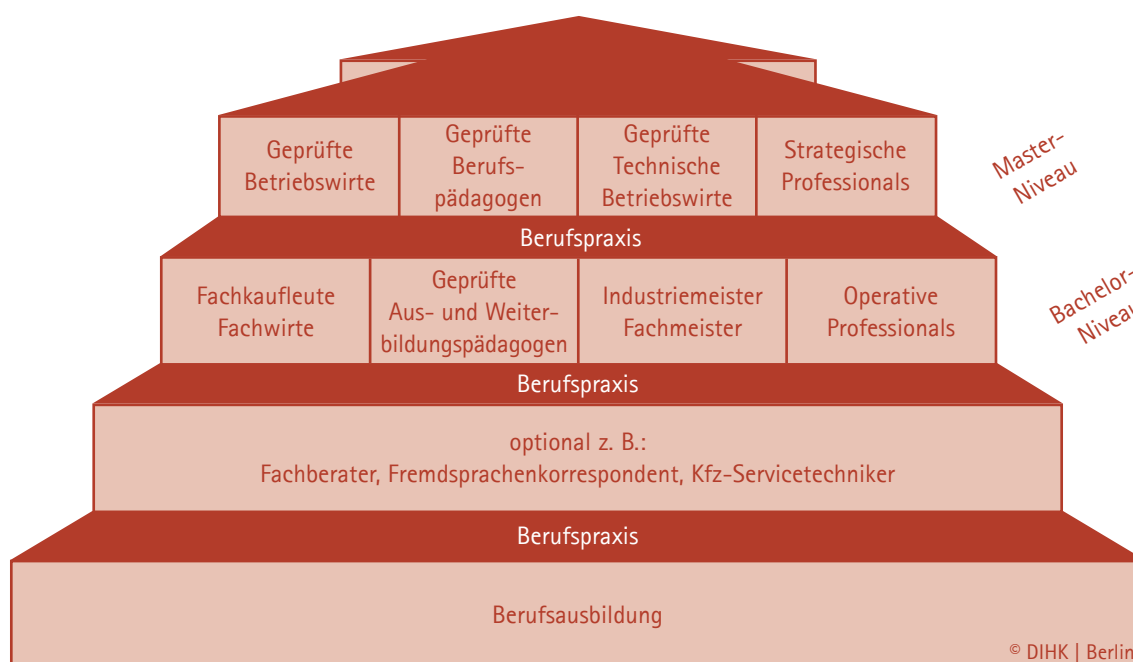 Geprüfte
Betriebswirte
Geprüfte
Berufs-
pädagogen
Geprüfte
Technische
Betriebswirte
Strategische
Professionals
Master-
Niveau
Berufspraxis
Fachkaufleute
Fachwirte
Geprüfte
Aus- und Weiter-
bildungspädagogen
Industriemeister
Fachmeister
Operative
Professionals
Bachelor-
Niveau
Berufspraxis
optional z. B.:
Fachberater, Fremdsprachenkorrespondent, Kfz-Servicetechniker
Berufspraxis
Berufsausbildung
© DIHK | Berlin